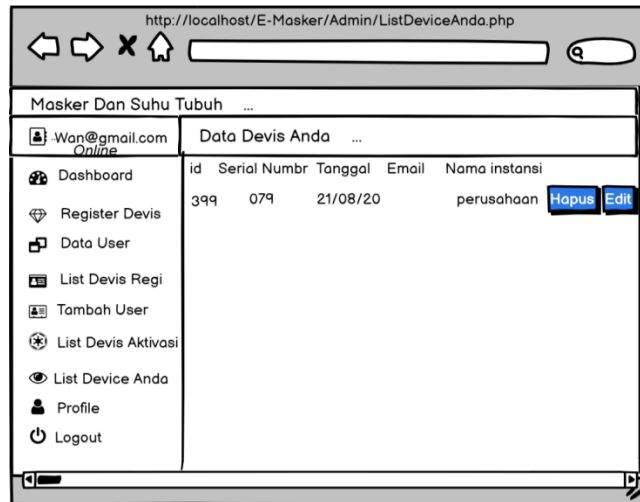 http://localhost/E-Masker/Admin/ListDeviceAnda.php
Masker Dan Suhu Tubuh ...
Wan@gmail.com
Online
Data Devis Anda ...
Dashboard
Register Devis
Data User
List Devis Regi
Tambah User
List Devis Aktivasi
List Device Anda
Profile
Logout
id Serial Numbr Tanggal Email Nama instansi
399 079 21/08/20 perusahaan Hapus Edit